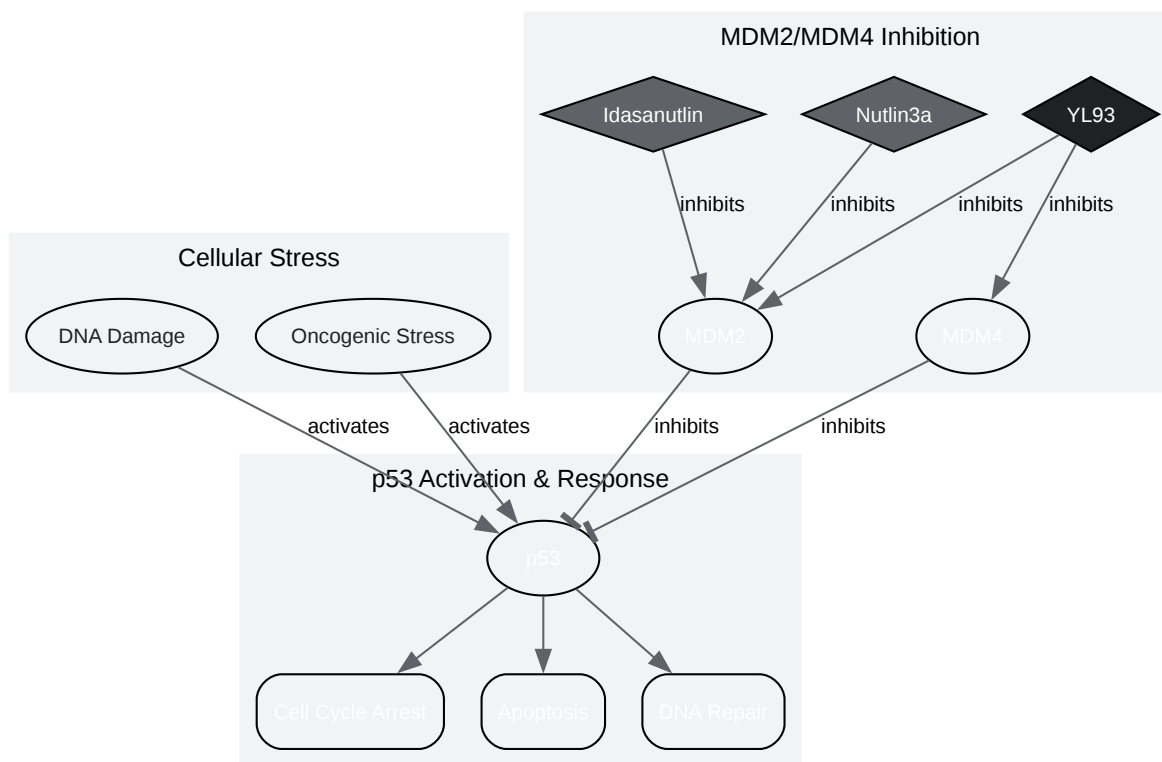 MDM2/MDM4 Inhibition
Idasanutlin
Nutlin3a
YL93
inhibits
inhibits
inhibits
inhibits
Cellular Stress
DNA Damage
Oncogenic Stress
MDM2
MDM4
activates
activates
inhibits
inhibits
p53 Activation & Response
p53
Cell Cycle Arrest
Apoptosis
DNA Repair